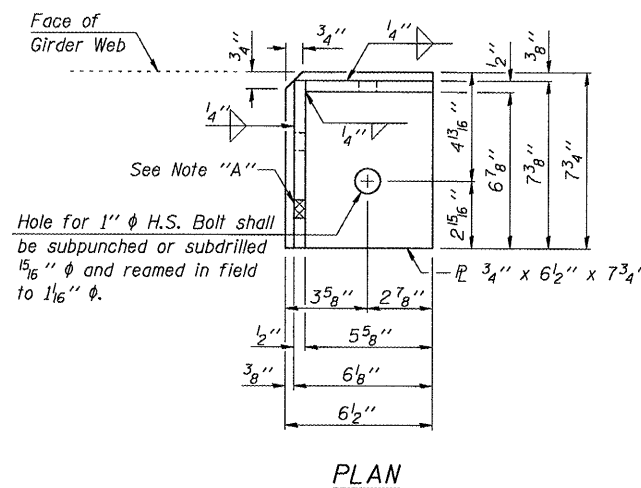 Face of
Girder Web
3/4"
3/4"
1/4"
1/2"
3/8"
1/4"
1/4"
4 13/16"
6 7/8"
7 3/8"
7 3/4"
See Note "A"
2 15/16"
Hole for 1" φ H.S. Bolt shall
be subpunched or subdrilled
15/16" φ and reamed in field
to 1 1/16" φ.
℄ 3/4" x 6 1/2" x 7 3/4"
3 5/8"
2 7/8"
1/2"
5 5/8"
3/8"
6 1/8"
6 1/2"
PLAN